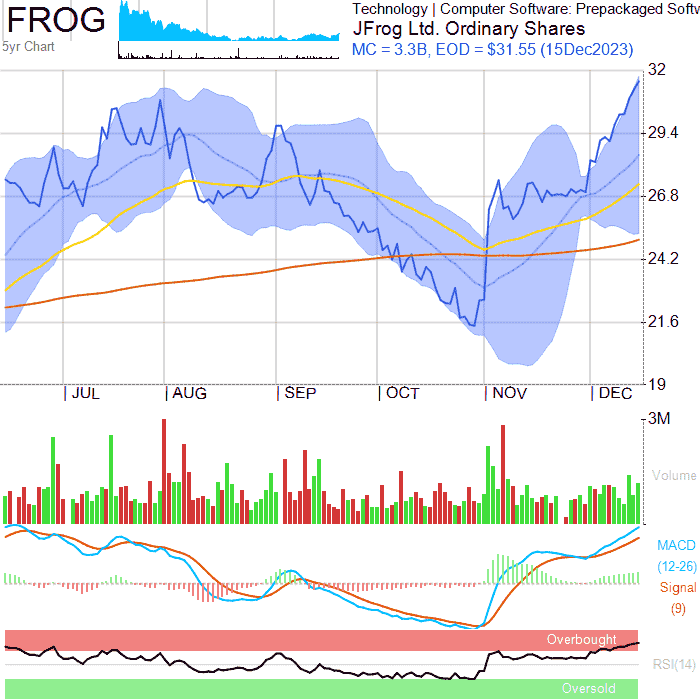 FROG
5yr Chart
Technology | Computer Software: Prepackaged Softw
JFrog Ltd. Ordinary Shares
MC = 3.3B, EOD = $31.55 (15Dec2023)
32
29.4
26.8
24.2
21.6
19
JUL AUG SEP OCT NOV DEC
3M
Volume
MACD
(12-26)
Signal
(9)
Overbought
RSI(14)
Oversold